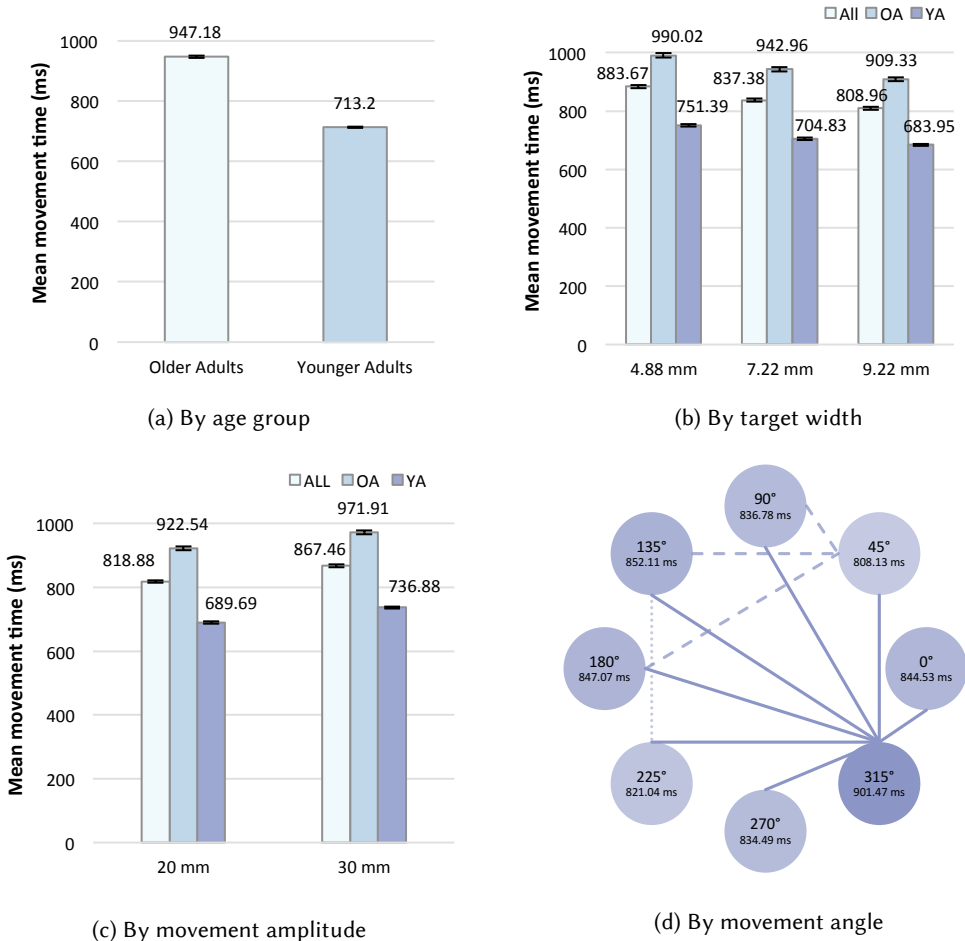 Mean movement time (ms)
1000
800
600
400
200
0
947.18
713.2
Older Adults
Younger Adults
(a) By age group
All OA YA
Mean movement time (ms)
1000
800
600
400
200
0
883.67
990.02
751.39
837.38
942.96
704.83
808.96
909.33
683.95
4.88 mm
7.22 mm
9.22 mm
(b) By target width
ALL OA YA
Mean movement time (ms)
1000
800
600
400
200
0
818.88
922.54
689.69
867.46
971.91
736.88
20 mm
30 mm
(c) By movement amplitude
90°
836.78 ms
135°
852.11 ms
45°
808.13 ms
180°
847.07 ms
0°
844.53 ms
225°
821.04 ms
315°
901.47 ms
270°
834.49 ms
(d) By movement angle